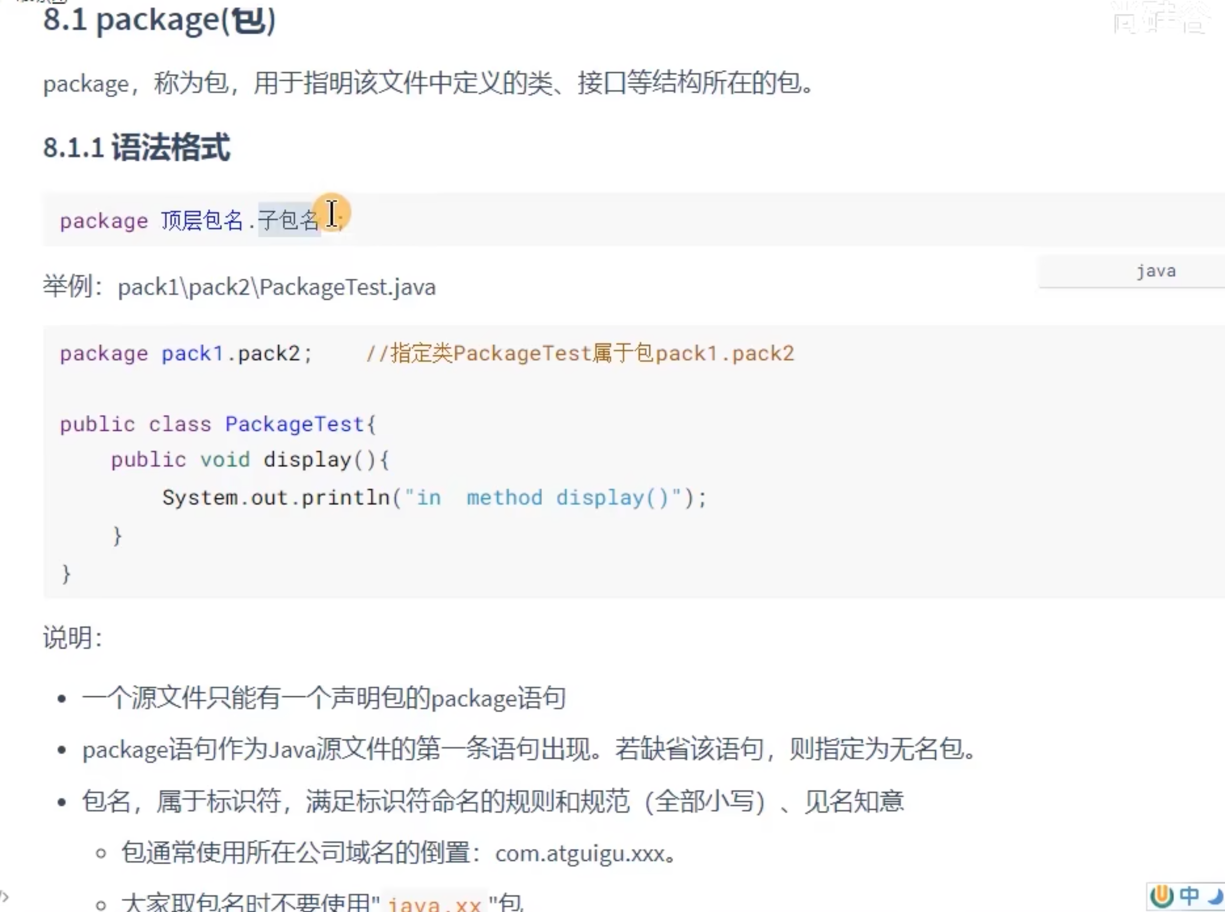 尚硅谷
8.1 package(包)
package，称为包，用于指明该文件中定义的类、接口等结构所在的包。
8.1.1 语法格式
package 顶层包名.子包名 ;
举例：pack1\pack2\PackageTest.java
java
package pack1.pack2;    //指定类PackageTest属于包pack1.pack2
public class PackageTest{
    public void display(){
        System.out.println("in  method display()");
    }
}
说明：
• 一个源文件只能有一个声明包的package语句
• package语句作为Java源文件的第一条语句出现。若缺省该语句，则指定为无名包。
• 包名，属于标识符，满足标识符命名的规则和规范（全部小写）、见名知意
◦ 包通常使用所在公司域名的倒置：com.atguigu.xxx。
◦ 大家取包名时不要使用"java.xx"包
中